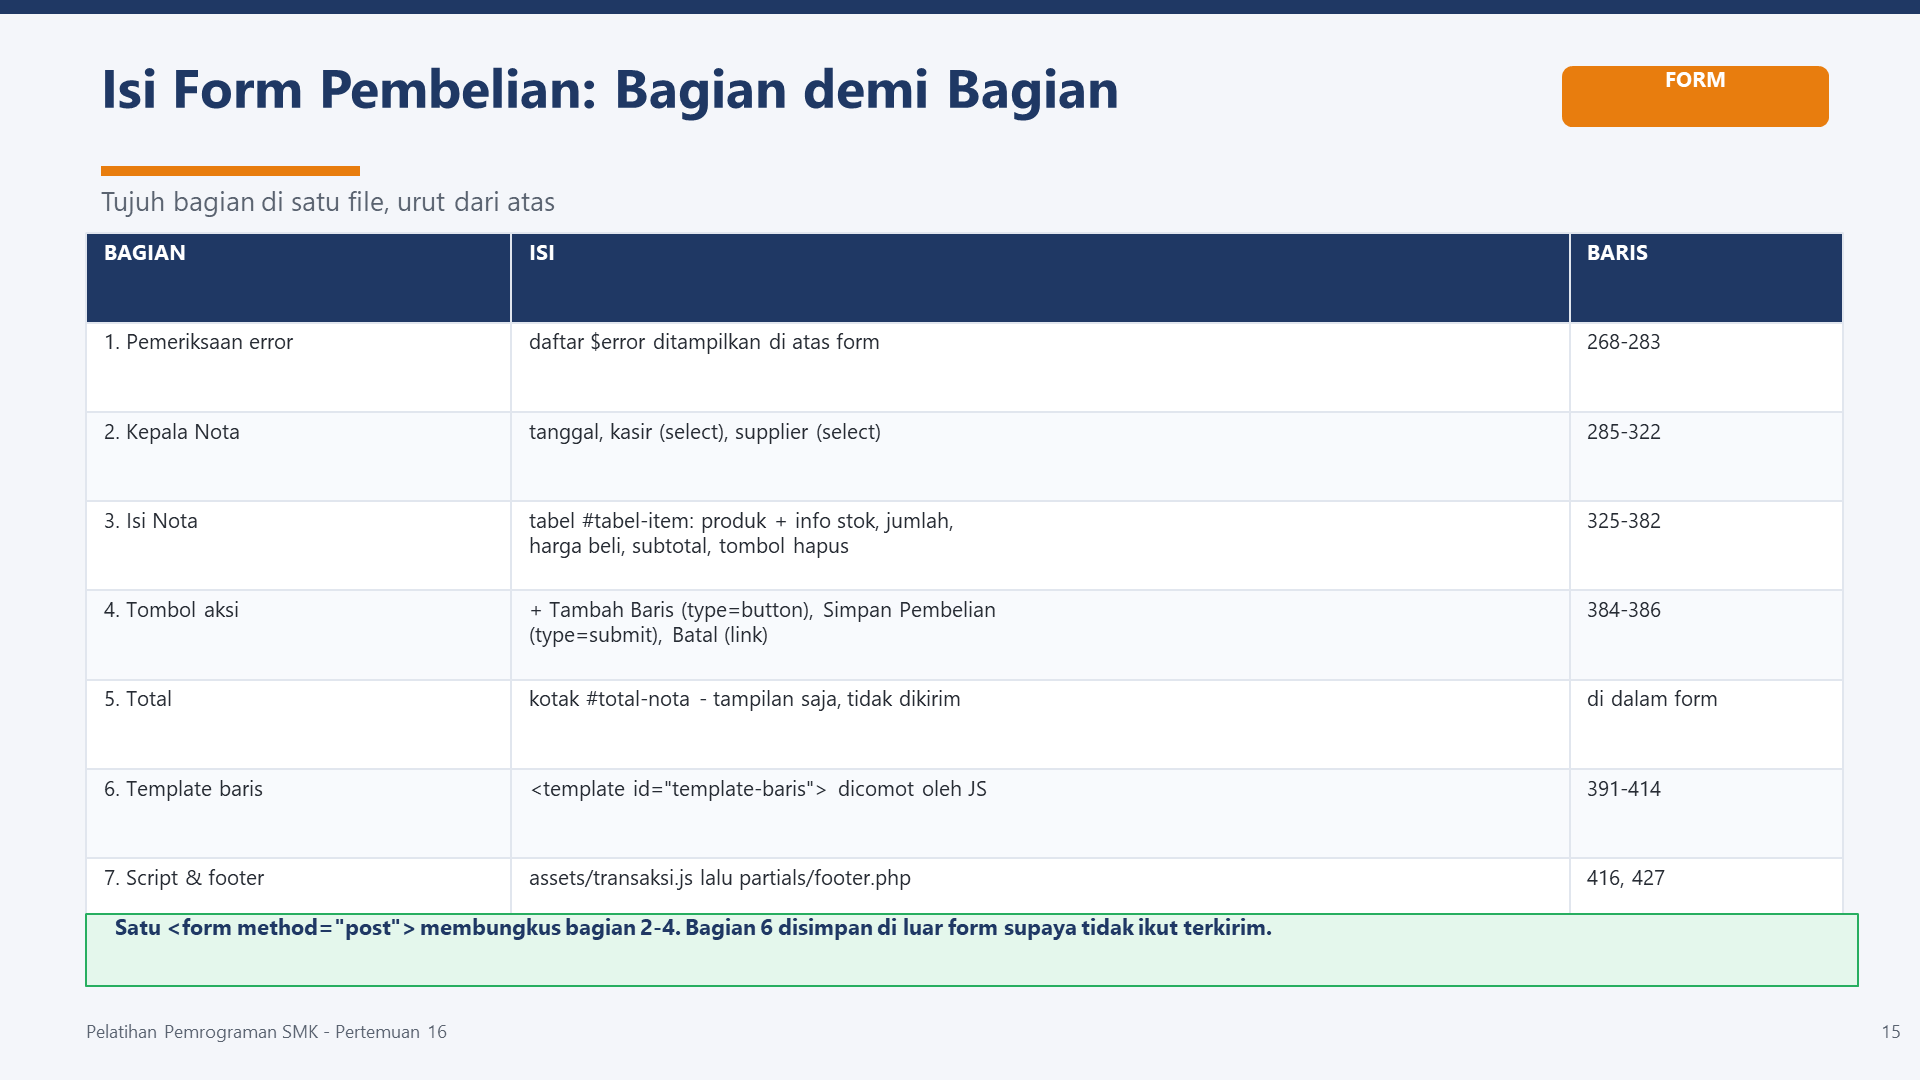 Isi Form Pembelian: Bagian demi Bagian
FORM
Tujuh bagian di satu file, urut dari atas
BAGIAN
ISI
BARIS
1. Pemeriksaan error
daftar $error ditampilkan di atas form
268-283
2. Kepala Nota
tanggal, kasir (select), supplier (select)
285-322
3. Isi Nota
tabel #tabel-item: produk + info stok, jumlah,
harga beli, subtotal, tombol hapus
325-382
4. Tombol aksi
+ Tambah Baris (type=button), Simpan Pembelian
(type=submit), Batal (link)
384-386
5. Total
kotak #total-nota - tampilan saja, tidak dikirim
di dalam form
6. Template baris
<template id="template-baris"> dicomot oleh JS
391-414
7. Script & footer
assets/transaksi.js lalu partials/footer.php
416, 427
Satu <form method="post"> membungkus bagian 2-4. Bagian 6 disimpan di luar form supaya tidak ikut terkirim.
Pelatihan Pemrograman SMK - Pertemuan 16
15